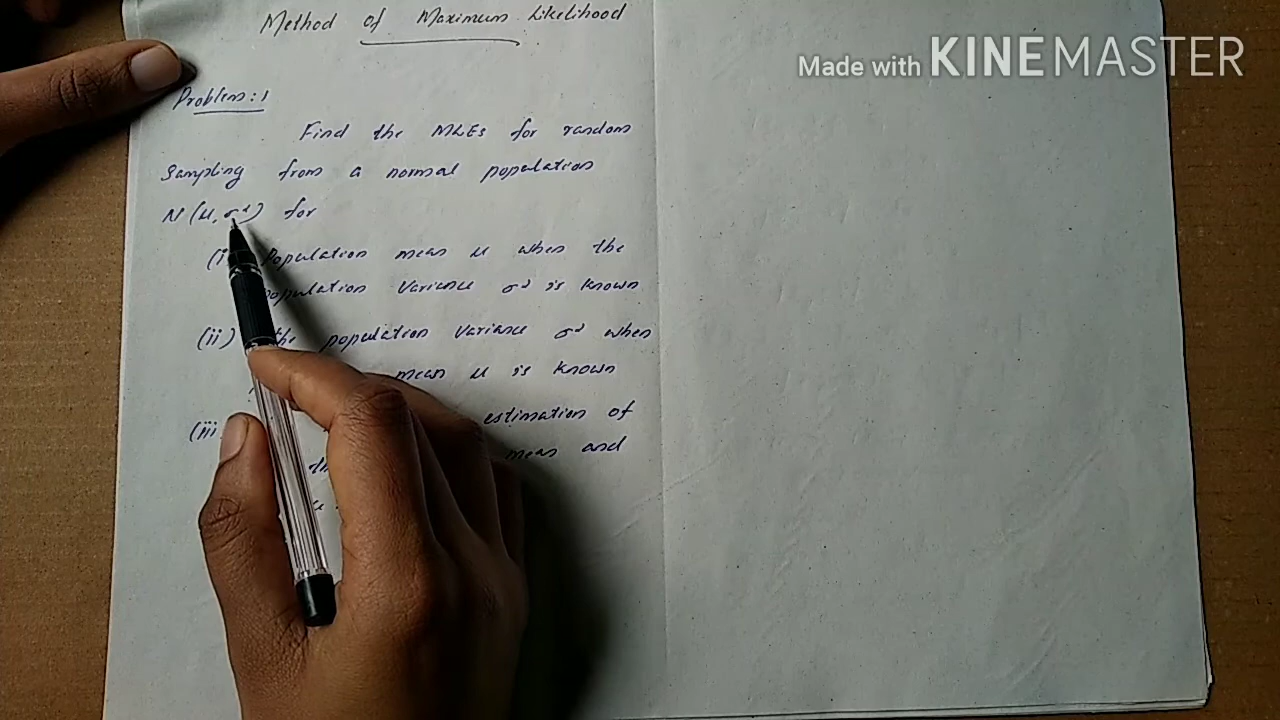 Method of Maximum Likelihood
Made with KINEMASTER
Problem: 1
Find the MLEs for random
Sampling from a normal population
N(μ, σ²) for
(i) Population mean μ when the
population Variance σ² is known
(ii) the population Variance σ² when
mean μ is known
(iii estimation of
mean and